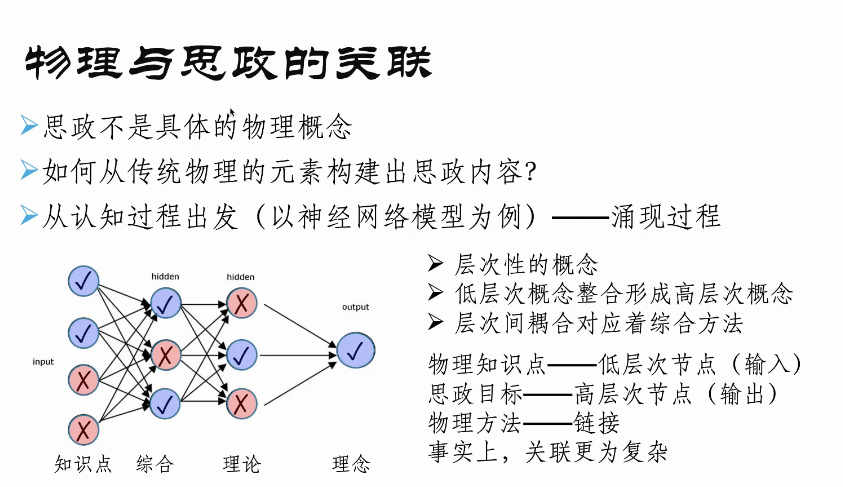 物理与思政的关联
思政不是具体的物理概念
如何从传统物理的元素构建出思政内容?
从认知过程出发（以神经网络模型为例）——涌现过程
hidden
hidden
output
input
知识点
综合
理论
理念
层次性的概念
低层次概念整合形成高层次概念
层次间耦合对应着综合方法
物理知识点——低层次节点（输入）
思政目标——高层次节点（输出）
物理方法——链接
事实上，关联更为复杂